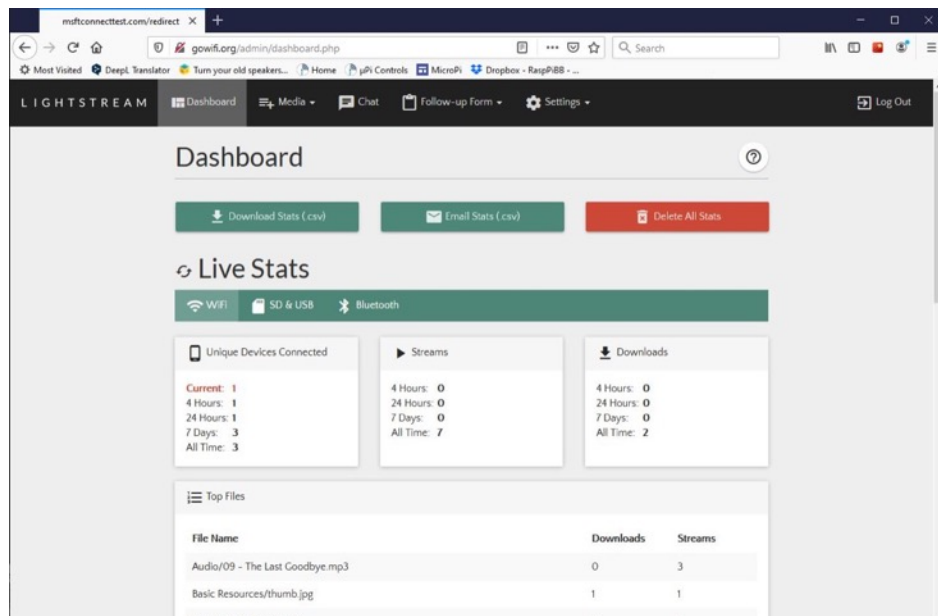 msftconnecttest.com/redirect
gowifi.org/admin/dashboard.php
Search
Most Visited DeepL Translator Turn your old speakers... Home µPi Controls MicroPi Dropbox - RaspPiBB - ...
LIGHTSTREAM Dashboard Media Chat Follow-up Form Settings Log Out
Dashboard
Download Stats (.csv) Email Stats (.csv) Delete All Stats
Live Stats
WiFi SD & USB Bluetooth
Unique Devices Connected
Current: 1
4 Hours: 1
24 Hours: 1
7 Days: 3
All Time: 3
Streams
4 Hours: 0
24 Hours: 0
7 Days: 0
All Time: 7
Downloads
4 Hours: 0
24 Hours: 0
7 Days: 0
All Time: 2
Top Files
File Name Downloads Streams
Audio/09 - The Last Goodbye.mp3 0 3
Basic Resources/thumb.jpg 1 1